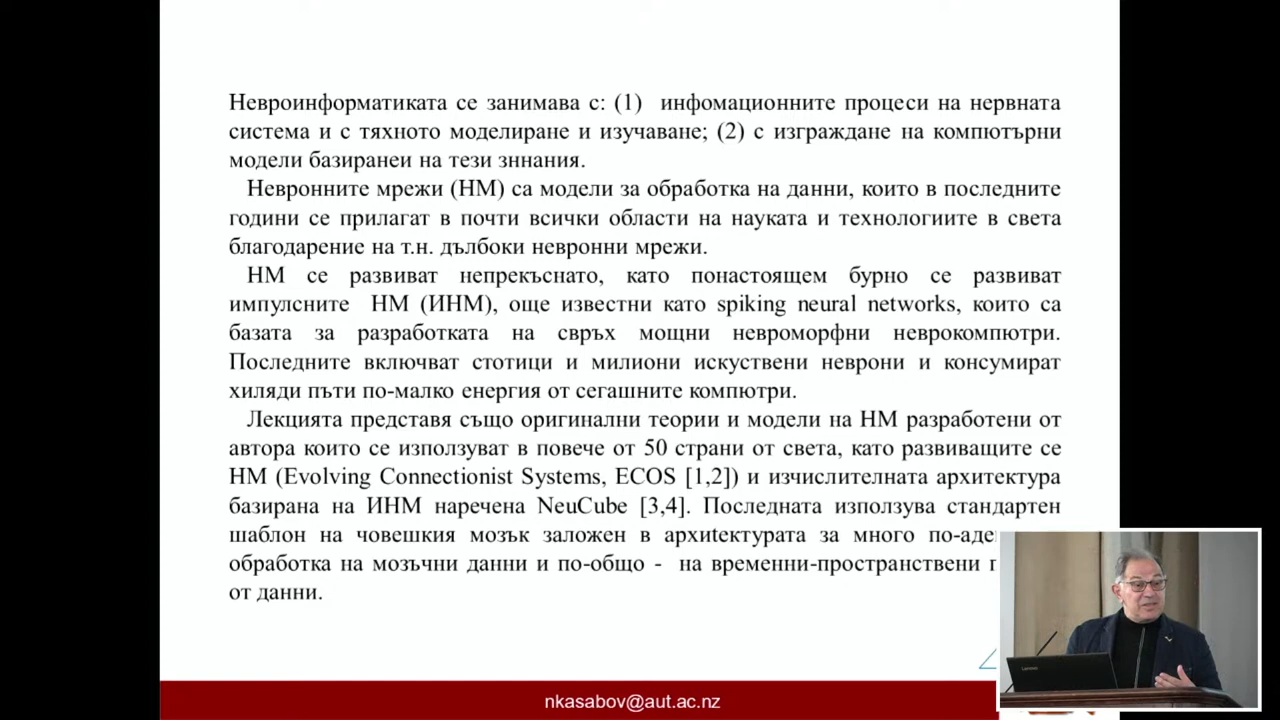 Невроинформатиката се занимава с: (1) инфомационните процеси на нервната
система и с тяхното моделиране и изучаване; (2) с изграждане на компютърни
модели базиранеи на тези зннания.
Невронните мрежи (НМ) са модели за обработка на данни, които в последните
години се прилагат в почти всички области на науката и технологиите в света
благодарение на т.н. дълбоки невронни мрежи.
НМ се развиват непрекъснато, като понастоящем бурно се развиват
импулсните НМ (ИНМ), още известни като spiking neural networks, които са
базата за разработката на свръх мощни невроморфни неврокомпютри.
Последните включват стотици и милиони искуствени неврони и консумират
хиляди пъти по-малко енергия от сегашните компютри.
Лекцията представя също оригинални теории и модели на НМ разработени от
автора които се използуват в повече от 50 страни от света, като развиващите се
НМ (Evolving Connectionist Systems, ECOS [1,2]) и изчислителната архитектура
базирана на ИНМ наречена NeuCube [3,4]. Последната използува стандартен
шаблон на човешкия мозък заложен в архиtектурата за много
обработка на мозъчни данни и по-общо - на временни-пространствени
от данни.
nkasabov@aut.ac.nz